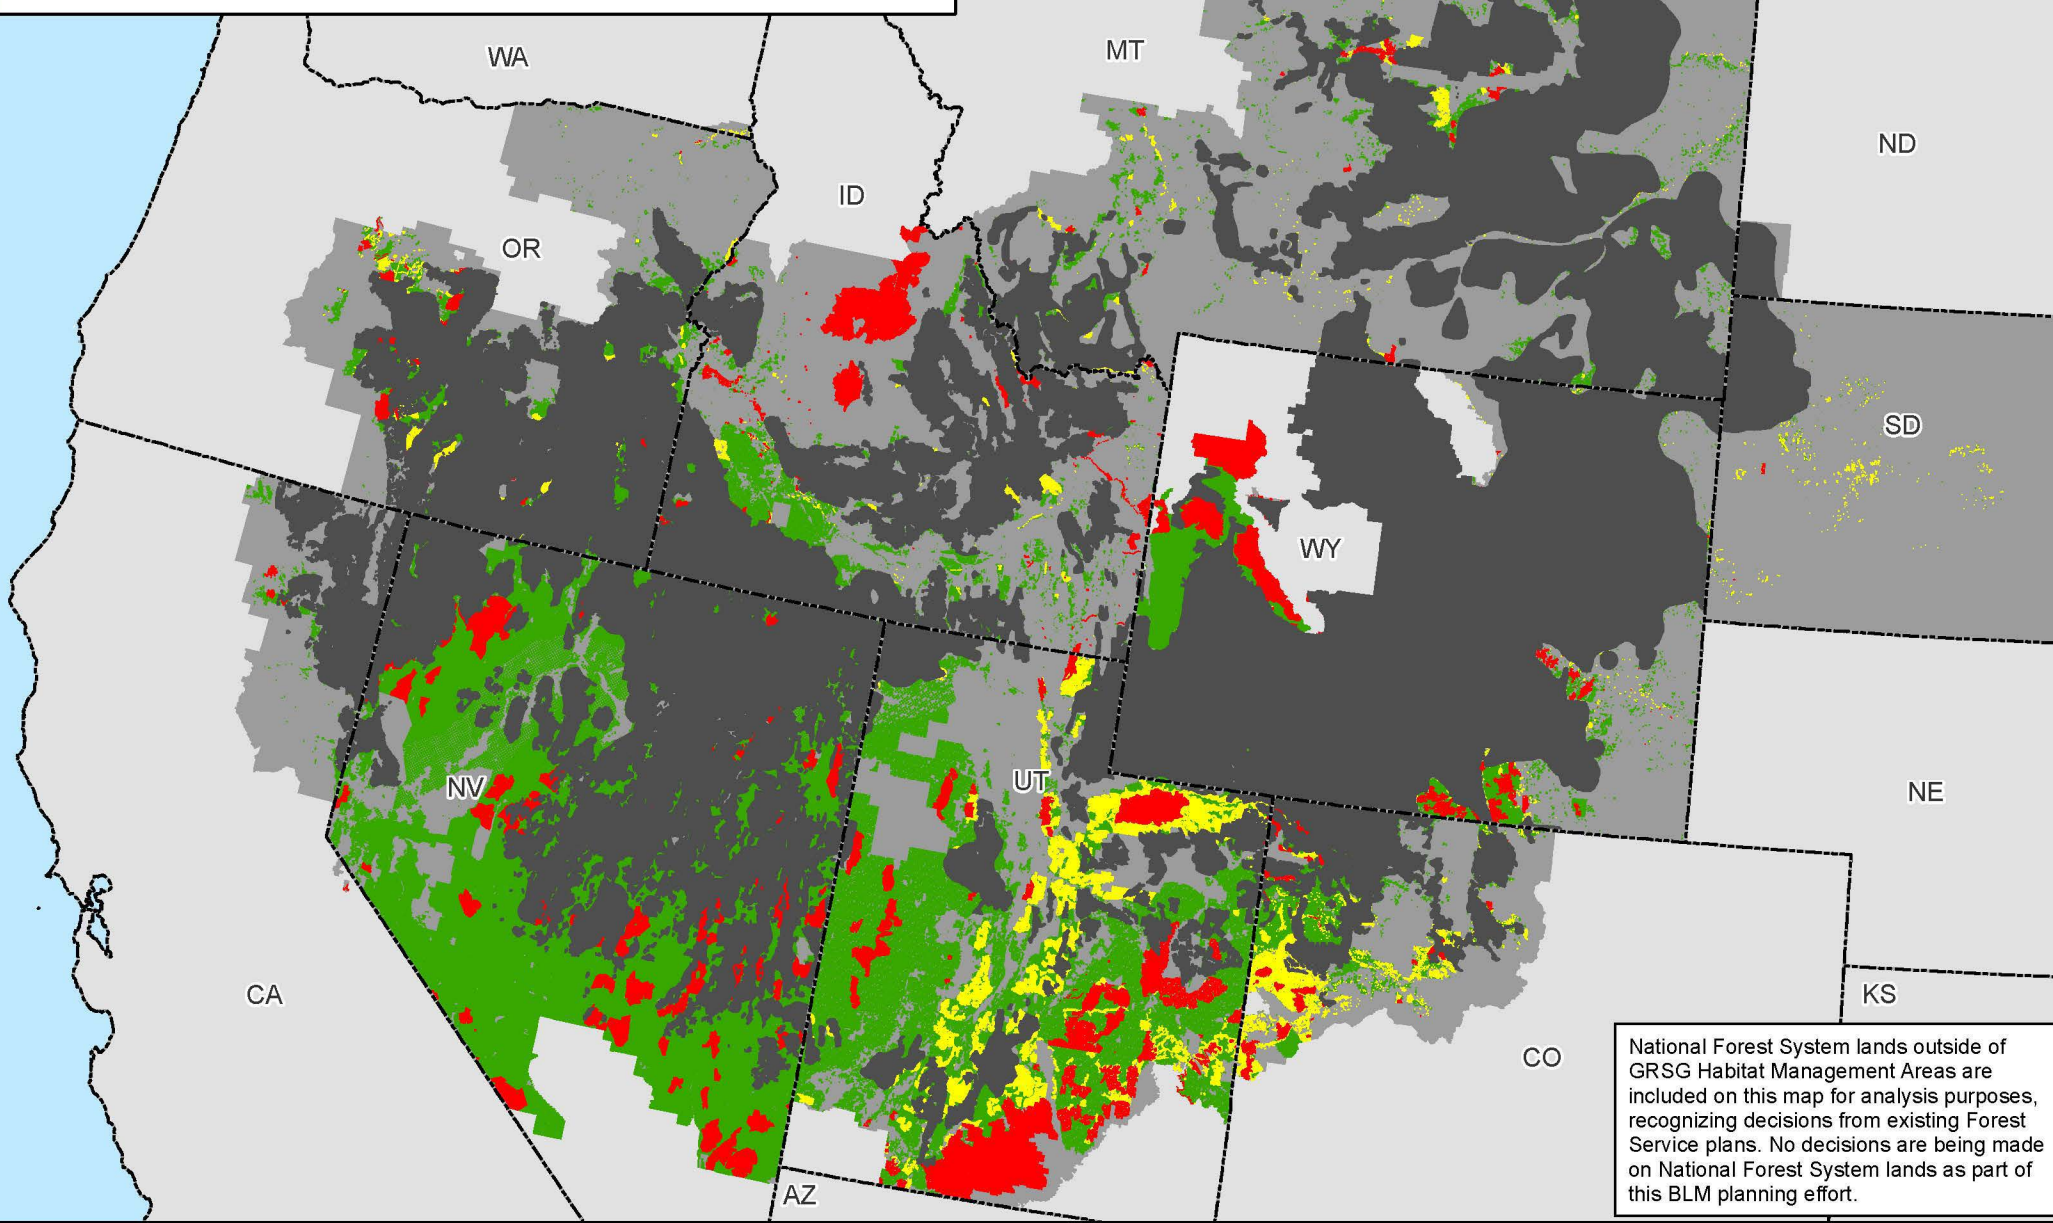 WA
MT
ND
ID
OR
SD
WY
NV
UT
NE
CA
KS
CO
AZ
National Forest System lands outside of
GRSG Habitat Management Areas are
included on this map for analysis purposes,
recognizing decisions from existing Forest
Service plans. No decisions are being made
on National Forest System lands as part of
this BLM planning effort.